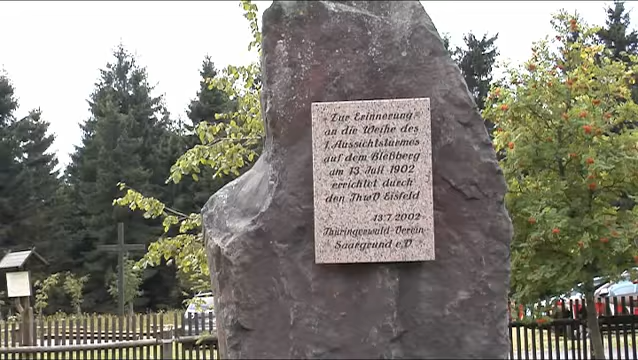 Zur Erinnerung
an die Weihe des
1. Aussichtsturmes
auf dem Bleßberg
am 13. Juli 1902
errichtet durch
den ThWV Eisfeld
13.7.2002
Thüringerwald-Verein
Saargrund e.V.